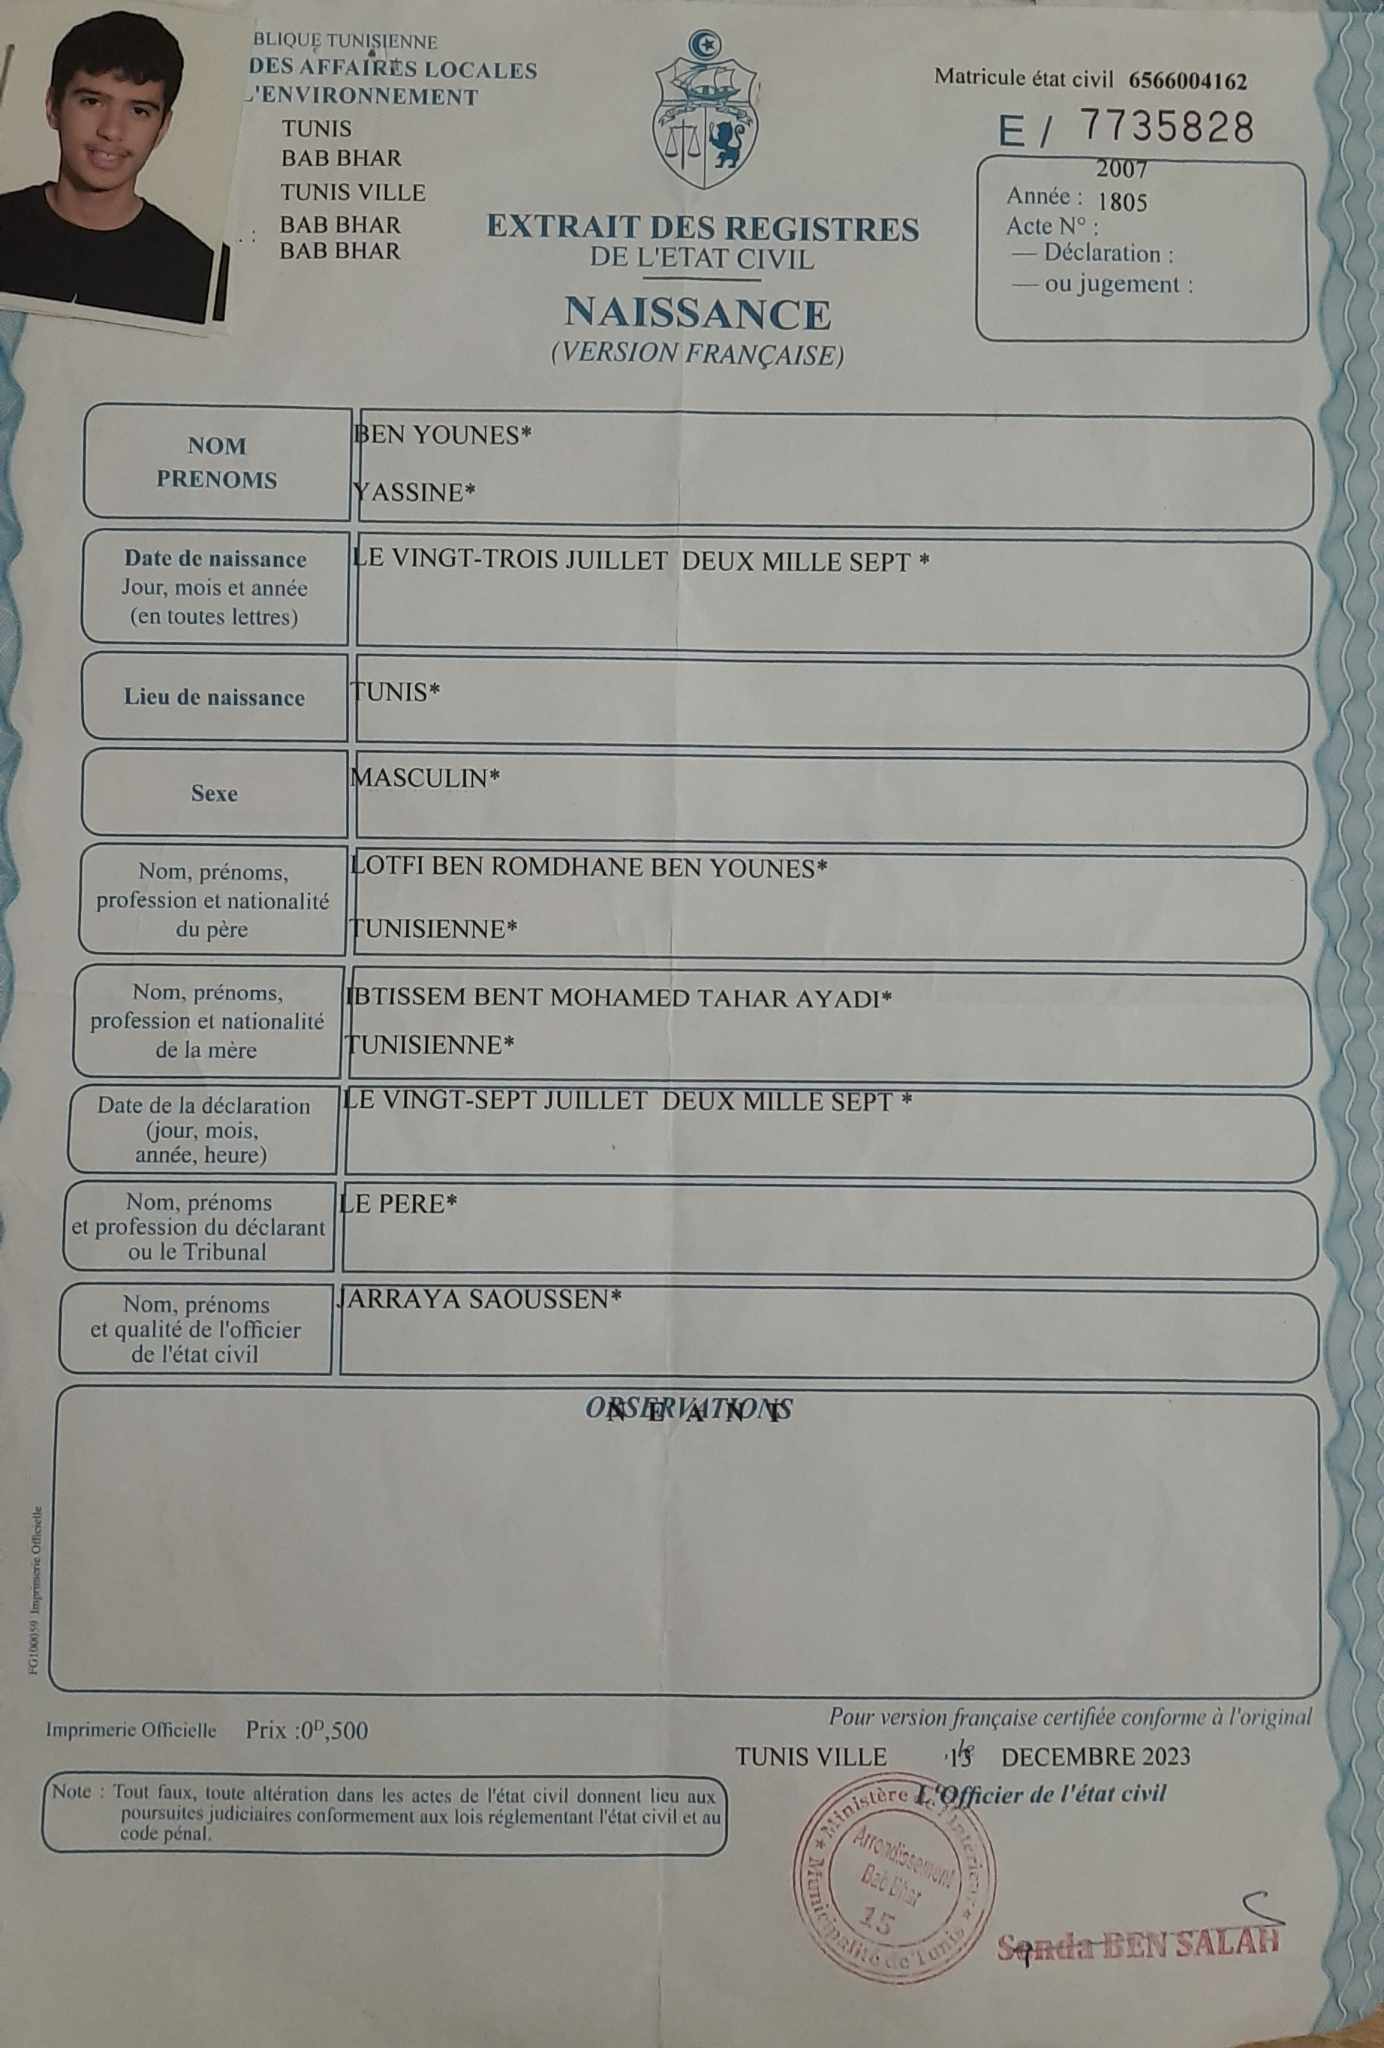 BLIQUE TUNISIENNE
DES AFFAIRES LOCALES
L'ENVIRONNEMENT
TUNIS
BAB BHAR
TUNIS VILLE
BAB BHAR
BAB BHAR
Matricule état civil 6566004162
E / 7735828
2007
Année : 1805
Acte N° :
— Déclaration :
— ou jugement :
EXTRAIT DES REGISTRES
DE L'ETAT CIVIL
NAISSANCE
(VERSION FRANÇAISE)
NOM
PRENOMS
BEN YOUNES*
YASSINE*
Date de naissance
Jour, mois et année
(en toutes lettres)
LE VINGT-TROIS JUILLET DEUX MILLE SEPT *
Lieu de naissance
TUNIS*
Sexe
MASCULIN*
Nom, prénoms,
profession et nationalité
du père
LOTFI BEN ROMDHANE BEN YOUNES*
TUNISIENNE*
Nom, prénoms,
profession et nationalité
de la mère
IBTISSEM BENT MOHAMED TAHAR AYADI*
TUNISIENNE*
Date de la déclaration
(jour, mois,
année, heure)
LE VINGT-SEPT JUILLET DEUX MILLE SEPT *
Nom, prénoms
et profession du déclarant
ou le Tribunal
LE PERE*
Nom, prénoms
et qualité de l'officier
de l'état civil
JARRAYA SAOUSSEN*
OBSERVATIONS
N E A N T
FG100059 Imprimerie Officielle
Imprimerie Officielle Prix :0D,500
Pour version française certifiée conforme à l'original
TUNIS VILLE , le 13 DECEMBRE 2023
L'Officier de l'état civil
Note : Tout faux, toute altération dans les actes de l'état civil donnent lieu aux
poursuites judiciaires conformement aux lois réglementant l'état civil et au
code pénal.
Ministère de l'Interieur
Municipalité de Tunis
Arrondissement
Bab Bhar
15
Sonda BEN SALAH